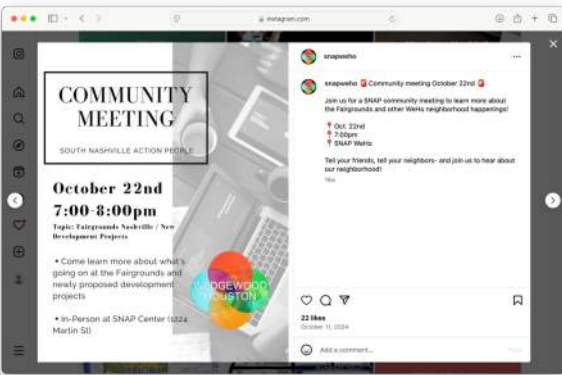 instagram.com
COMMUNITY
MEETING
SOUTH NASHVILLE ACTION PEOPLE
October 22nd
7:00-8:00pm
Topic: Fairgrounds Nashville / New
Development Projects
• Come learn more about what's
going on at the Fairgrounds and
newly proposed development
projects
• In-Person at SNAP Center (1224
Martin St)
WEDGEWOOD
HOUSTON
snapweho
snapweho 🚨 Community meeting October 22nd 🚨
Join us for a SNAP community meeting to learn more about
the Fairgrounds and other WeHo neighborhood happenings!
📍 Oct. 22nd
📍 7:00pm
📍 SNAP WeHo
Tell your friends, tell your neighbors- and join us to hear about
our neighborhood!
22 likes
October 11, 2024
Add a comment...